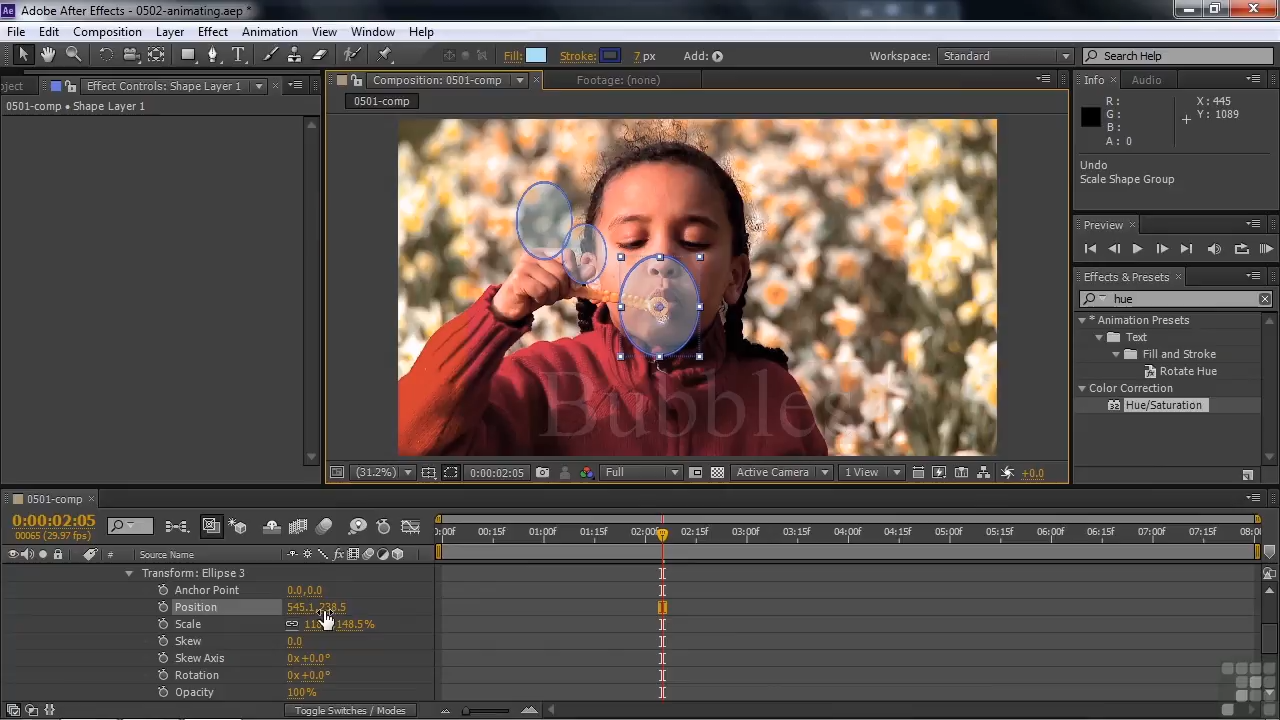 Adobe After Effects - 0502-animating.aep *
File Edit Composition Layer Effect Animation View Window Help
Fill: Stroke: 7 px Add: Workspace: Standard Search Help
oject Effect Controls: Shape Layer 1 Composition: 0501-comp Footage: (none) Info Audio
0501-comp • Shape Layer 1 0501-comp
R: X: 445
G: Y: 1089
B:
A: 0
Undo
Scale Shape Group
Preview
Effects & Presets
hue
* Animation Presets
Text
Fill and Stroke
Rotate Hue
Color Correction
Hue/Saturation
Bubbles
(31.2%) 0:00:02:05 Full Active Camera 1 View +0.0
0501-comp
0:00:02:05
00065 (29.97 fps)
:00f 00:15f 01:00f 01:15f 02:00f 02:15f 03:00f 03:15f 04:00f 04:15f 05:00f 05:15f 06:00f 06:15f 07:00f 07:15f 08:00f
# Source Name fx
Transform: Ellipse 3
Anchor Point 0.0,0.0
Position 545.1,238.5
Scale 148.5%
Skew 0.0
Skew Axis 0x+0.0°
Rotation 0x+0.0°
Opacity 100%
Toggle Switches / Modes